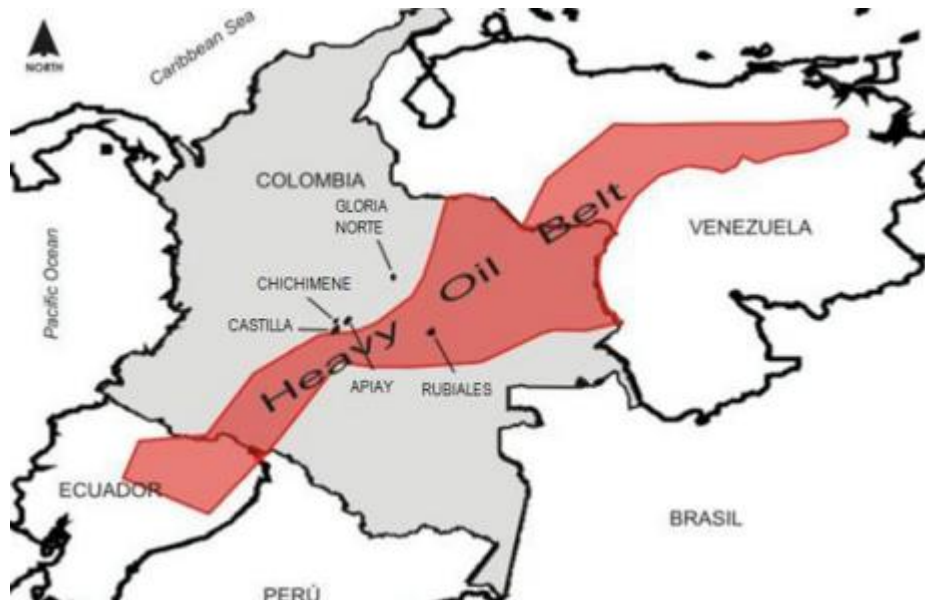 NORTH
Caribbean Sea
COLOMBIA
GLORIA
NORTE
Heavy Oil Belt
VENEZUELA
Pacific Ocean
CHICHIMENE
CASTILLA
APIAY
RUBIALES
ECUADOR
BRASIL
PERÚ